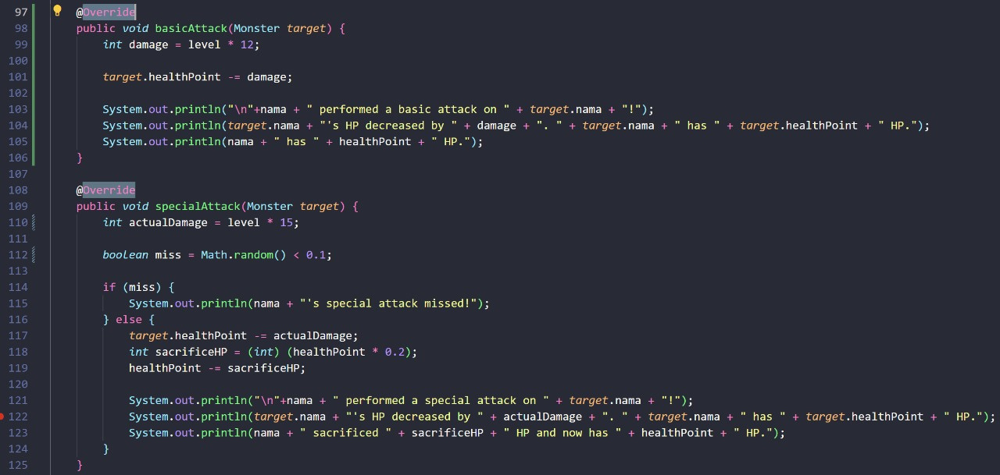 97 @Override
98 public void basicAttack(Monster target) {
99 int damage = level * 12;
100
101 target.healthPoint -= damage;
102
103 System.out.println("\n"+nama + " performed a basic attack on " + target.nama + "!");
104 System.out.println(target.nama + "'s HP decreased by " + damage + ". " + target.nama + " has " + target.healthPoint + " HP.");
105 System.out.println(nama + " has " + healthPoint + " HP.");
106 }
107
108 @Override
109 public void specialAttack(Monster target) {
110 int actualDamage = level * 15;
111
112 boolean miss = Math.random() < 0.1;
113
114 if (miss) {
115 System.out.println(nama + "'s special attack missed!");
116 } else {
117 target.healthPoint -= actualDamage;
118 int sacrificeHP = (int) (healthPoint * 0.2);
119 healthPoint -= sacrificeHP;
120
121 System.out.println("\n"+nama + " performed a special attack on " + target.nama + "!");
122 System.out.println(target.nama + "'s HP decreased by " + actualDamage + ". " + target.nama + " has " + target.healthPoint + " HP.");
123 System.out.println(nama + " sacrificed " + sacrificeHP + " HP and now has " + healthPoint + " HP.");
124 }
125 }